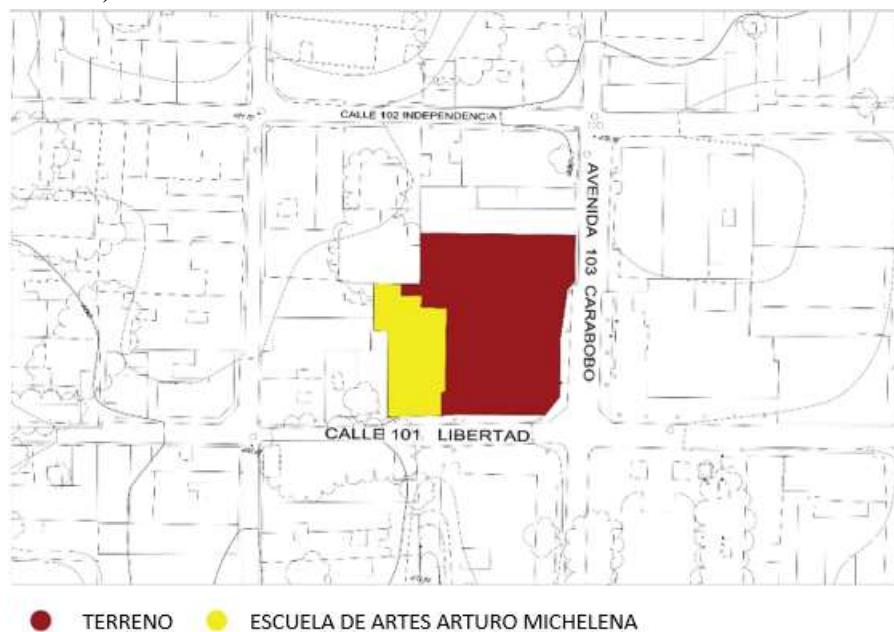 CALLE 102 INDEPENDENCIA
AVENIDA 103 CARABOBO
CALLE 101 LIBERTAD
TERRENO
ESCUELA DE ARTES ARTURO MICHELENA